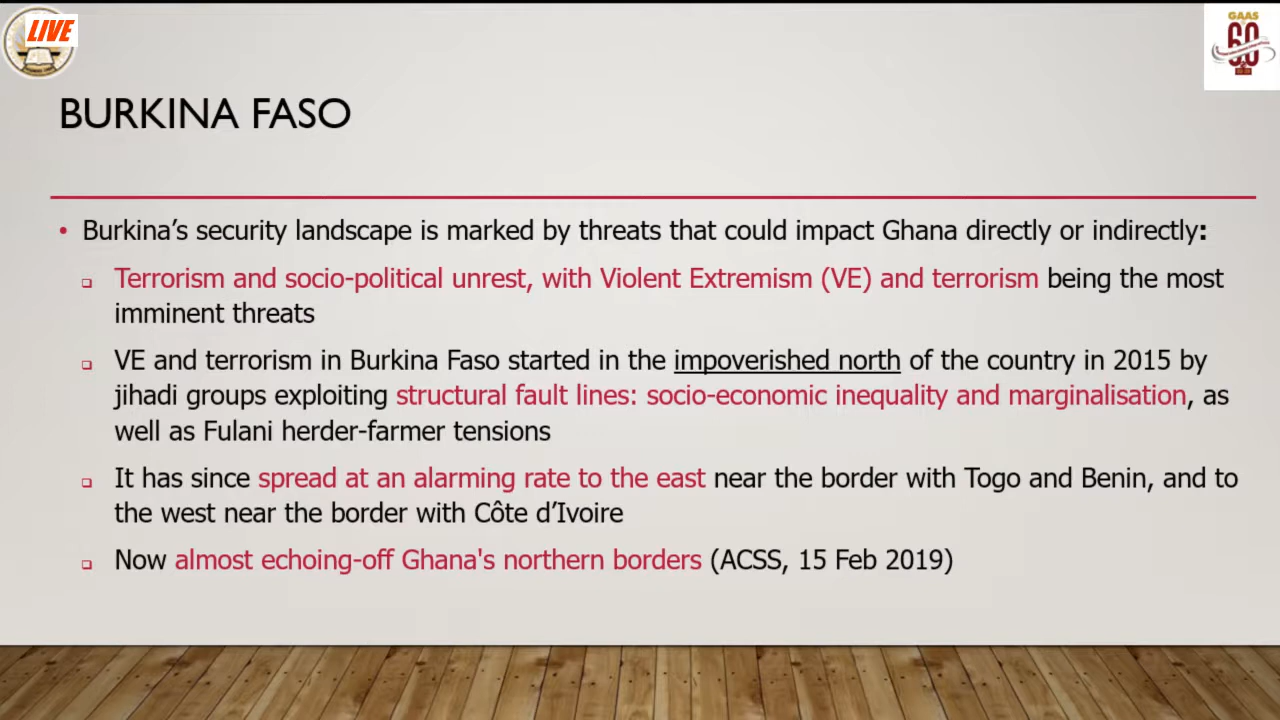 LIVE
GAAS
60
BURKINA FASO
• Burkina’s security landscape is marked by threats that could impact Ghana directly or indirectly:
❑ Terrorism and socio-political unrest, with Violent Extremism (VE) and terrorism being the most
imminent threats
❑ VE and terrorism in Burkina Faso started in the impoverished north of the country in 2015 by
jihadi groups exploiting structural fault lines: socio-economic inequality and marginalisation, as
well as Fulani herder-farmer tensions
❑ It has since spread at an alarming rate to the east near the border with Togo and Benin, and to
the west near the border with Côte d’Ivoire
❑ Now almost echoing-off Ghana's northern borders (ACSS, 15 Feb 2019)